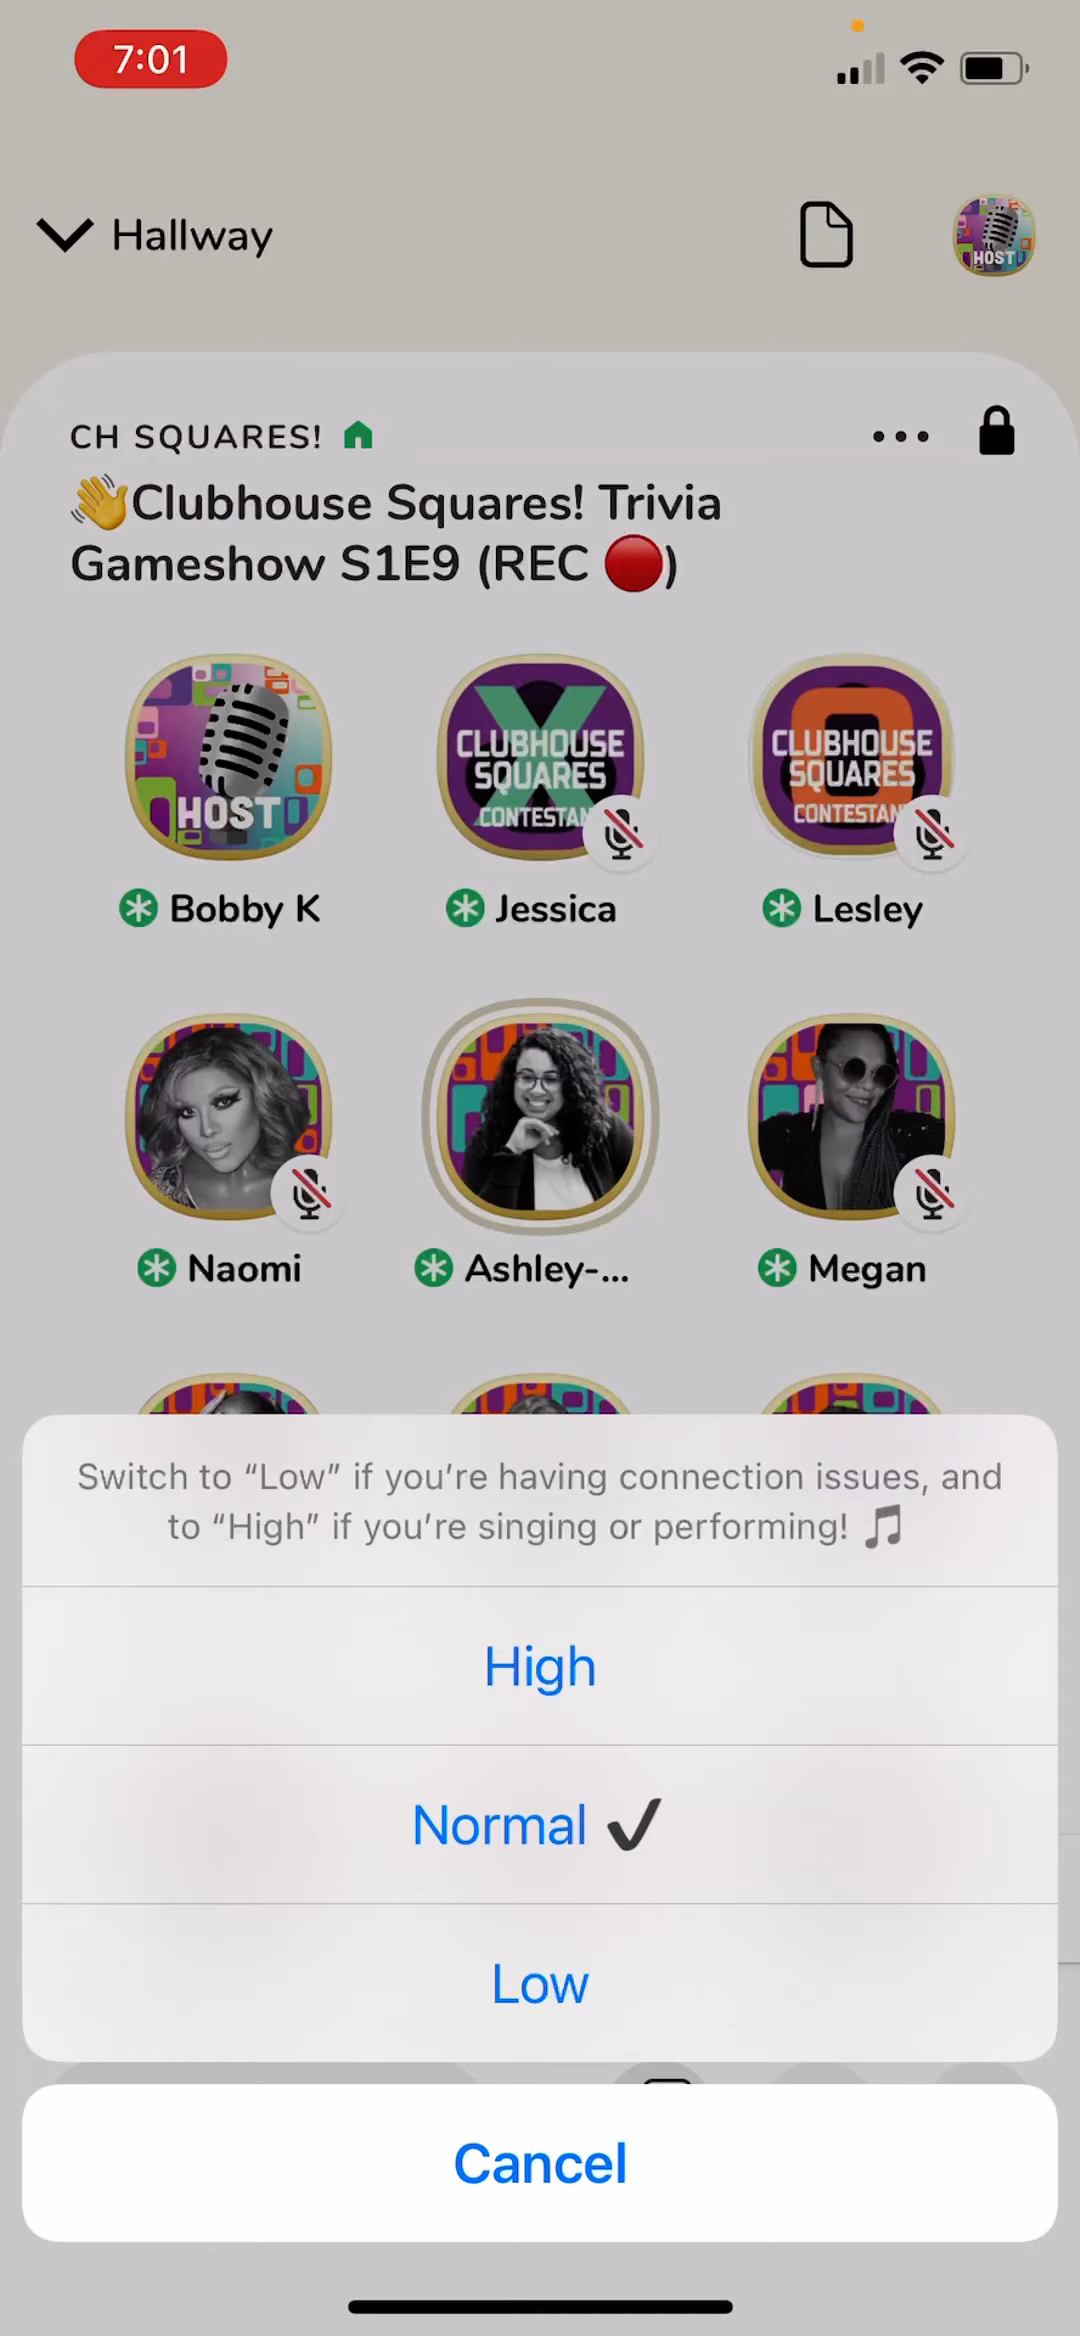 7:01
Hallway
HOST
CH SQUARES!
👋Clubhouse Squares! Trivia
Gameshow S1E9 (REC 🔴)
HOST
CLUBHOUSE
SQUARES
CONTESTAN
CLUBHOUSE
SQUARES
CONTESTAN
Bobby K
Jessica
Lesley
Naomi
Ashley-...
Megan
Switch to “Low” if you’re having connection issues, and
to “High” if you’re singing or performing! 🎵
High
Normal ✔
Low
Cancel